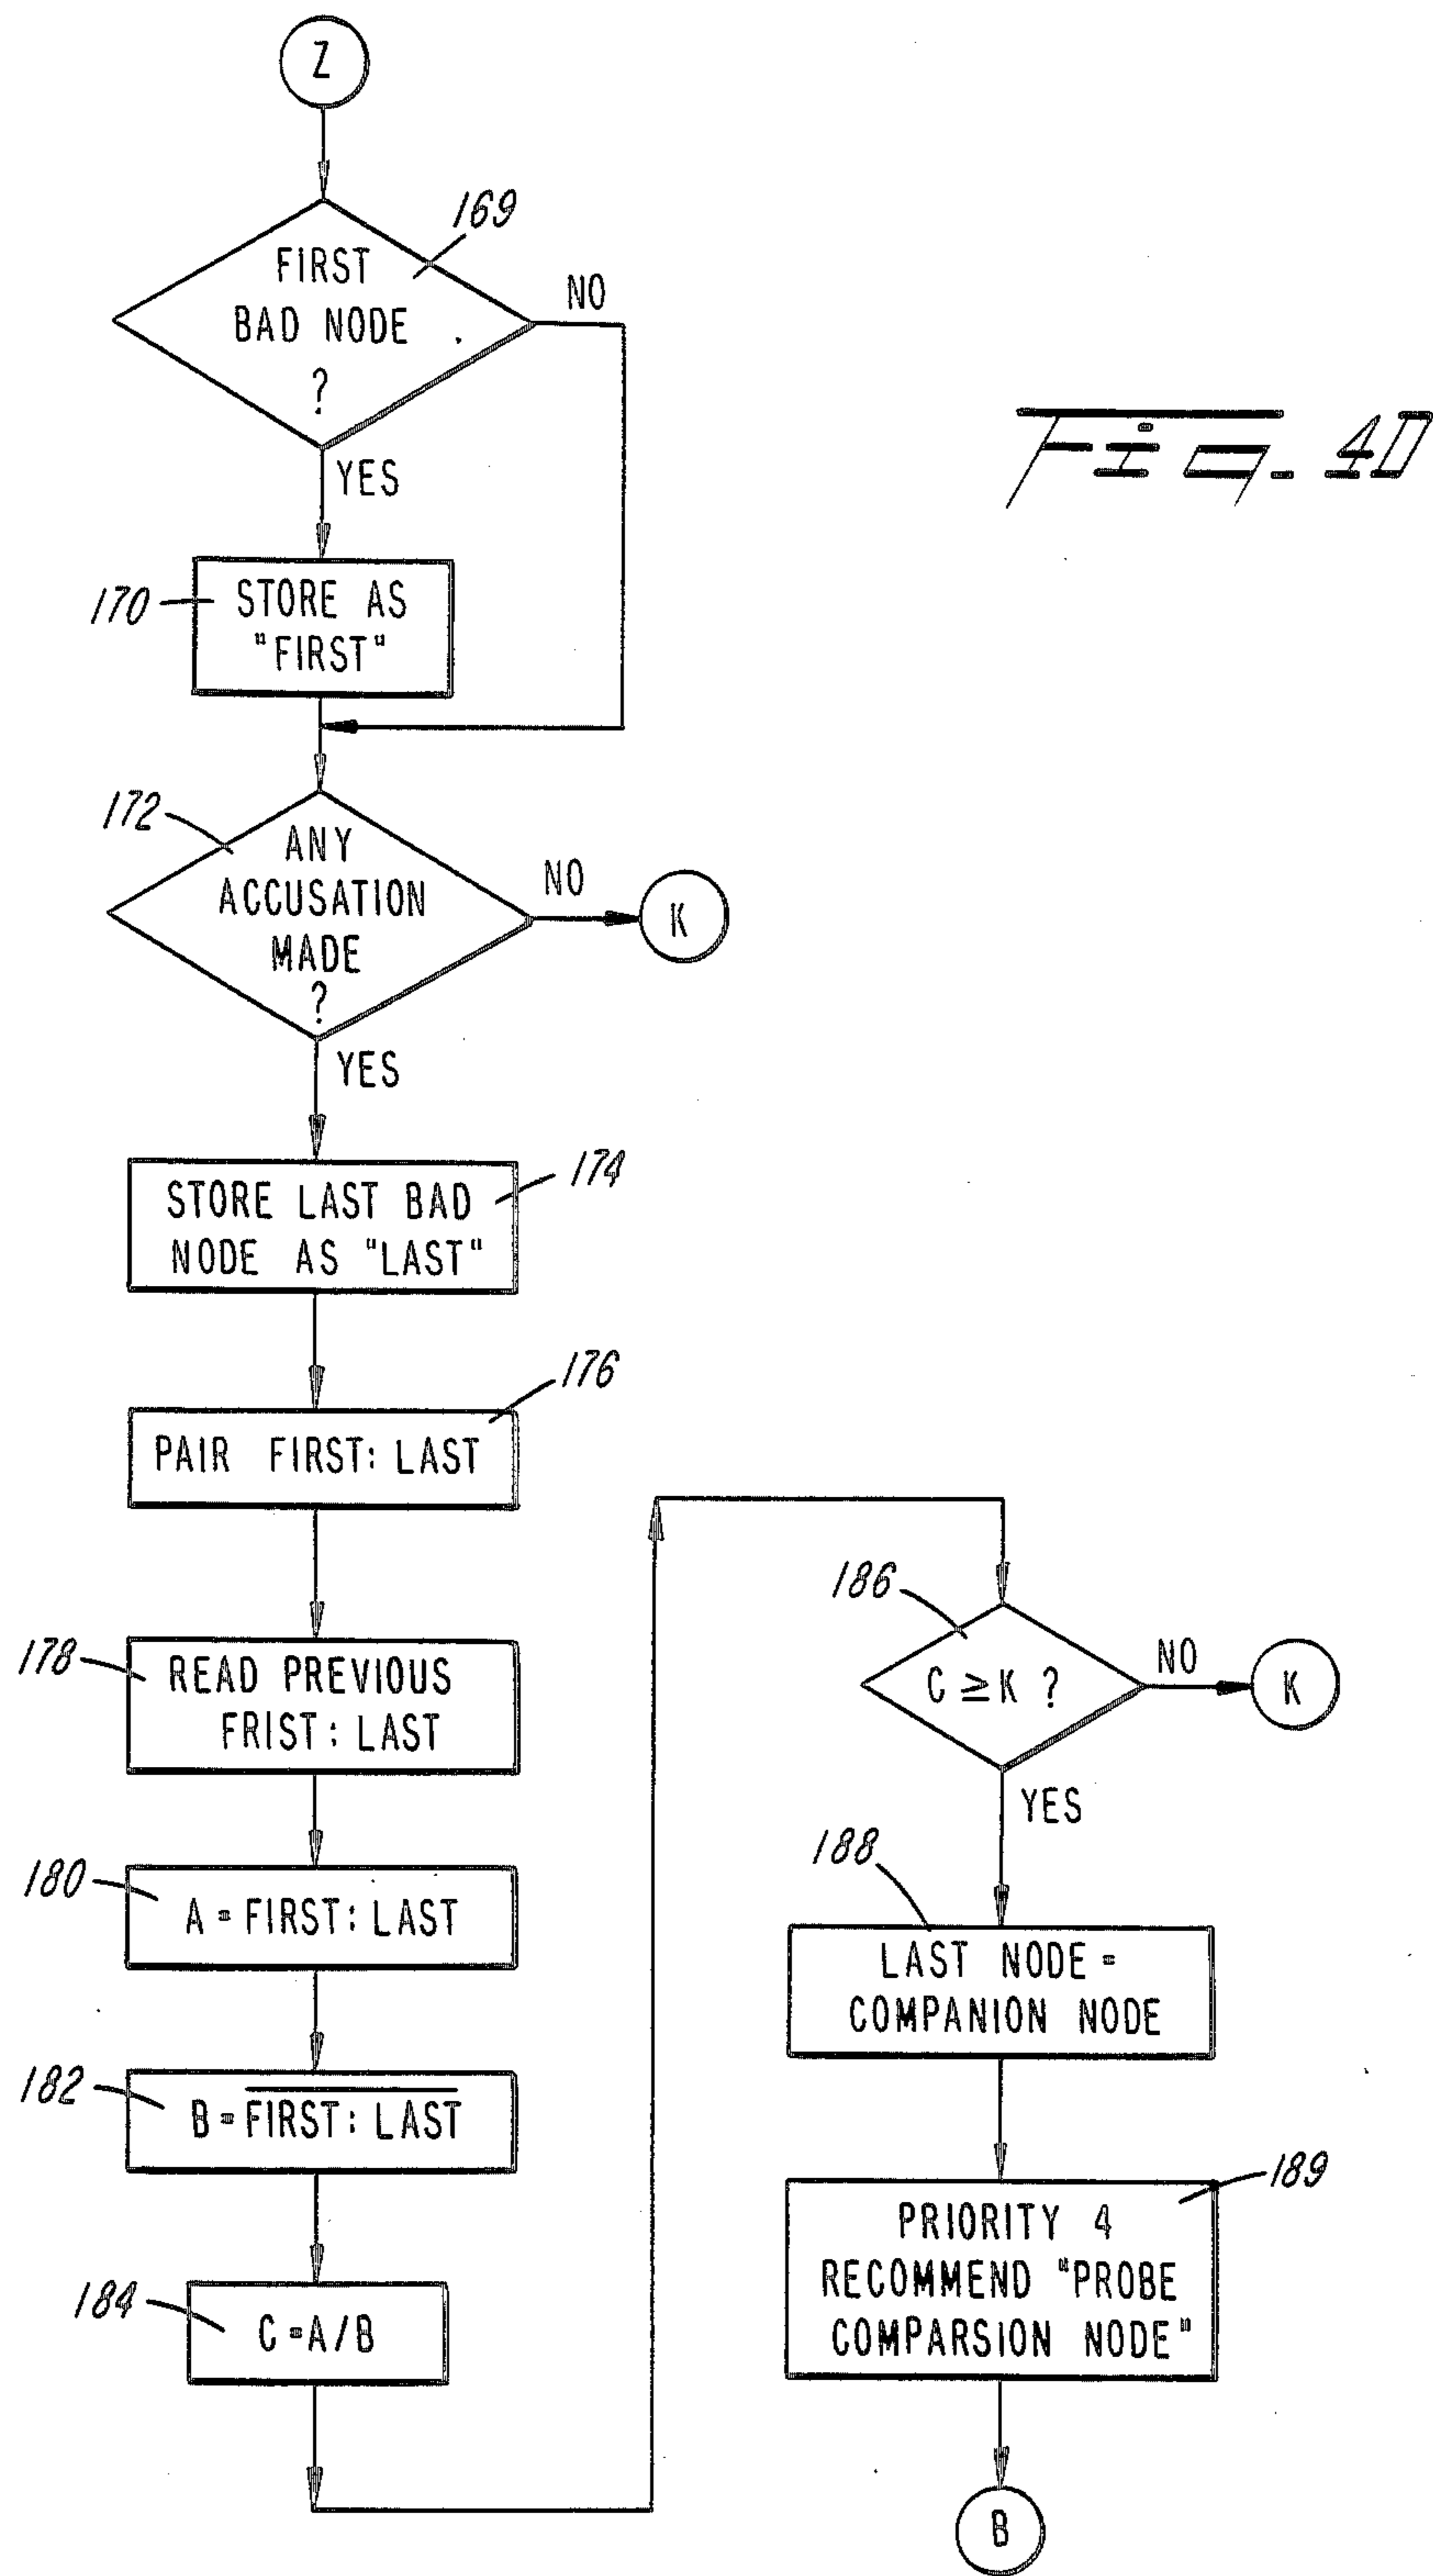 Z
169
FIRST
BAD NODE
?
NO
YES
Fig. 4D
170
STORE AS
"FIRST"
172
ANY
ACCUSATION
MADE
?
NO
K
YES
174
STORE LAST BAD
NODE AS "LAST"
176
PAIR FIRST: LAST
178
READ PREVIOUS
FRIST: LAST
180
A = FIRST: LAST
182
B = FIRST: LAST
184
C = A/B
186
C ≥ K ?
NO
K
YES
188
LAST NODE =
COMPANION NODE
189
PRIORITY 4
RECOMMEND "PROBE
COMPARSION NODE"
B